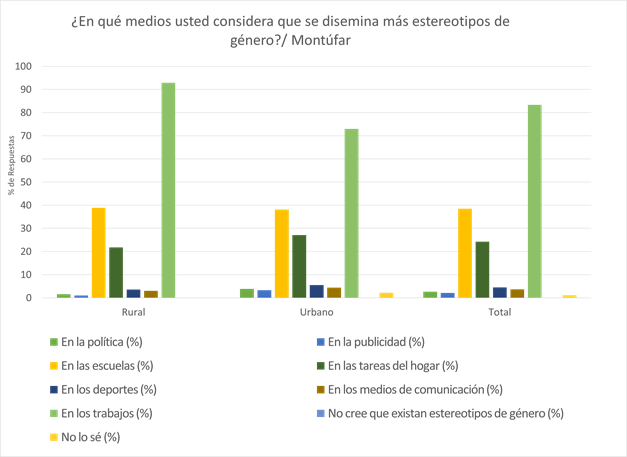 ¿En qué medios usted considera que se disemina más estereotipos de
género?/ Montúfar
% de Respuestas
100
90
80
70
60
50
40
30
20
10
0
Rural
Urbano
Total
En la política (%)
En la publicidad (%)
En las escuelas (%)
En las tareas del hogar (%)
En los deportes (%)
En los medios de comunicación (%)
En los trabajos (%)
No cree que existan estereotipos de género (%)
No lo sé (%)